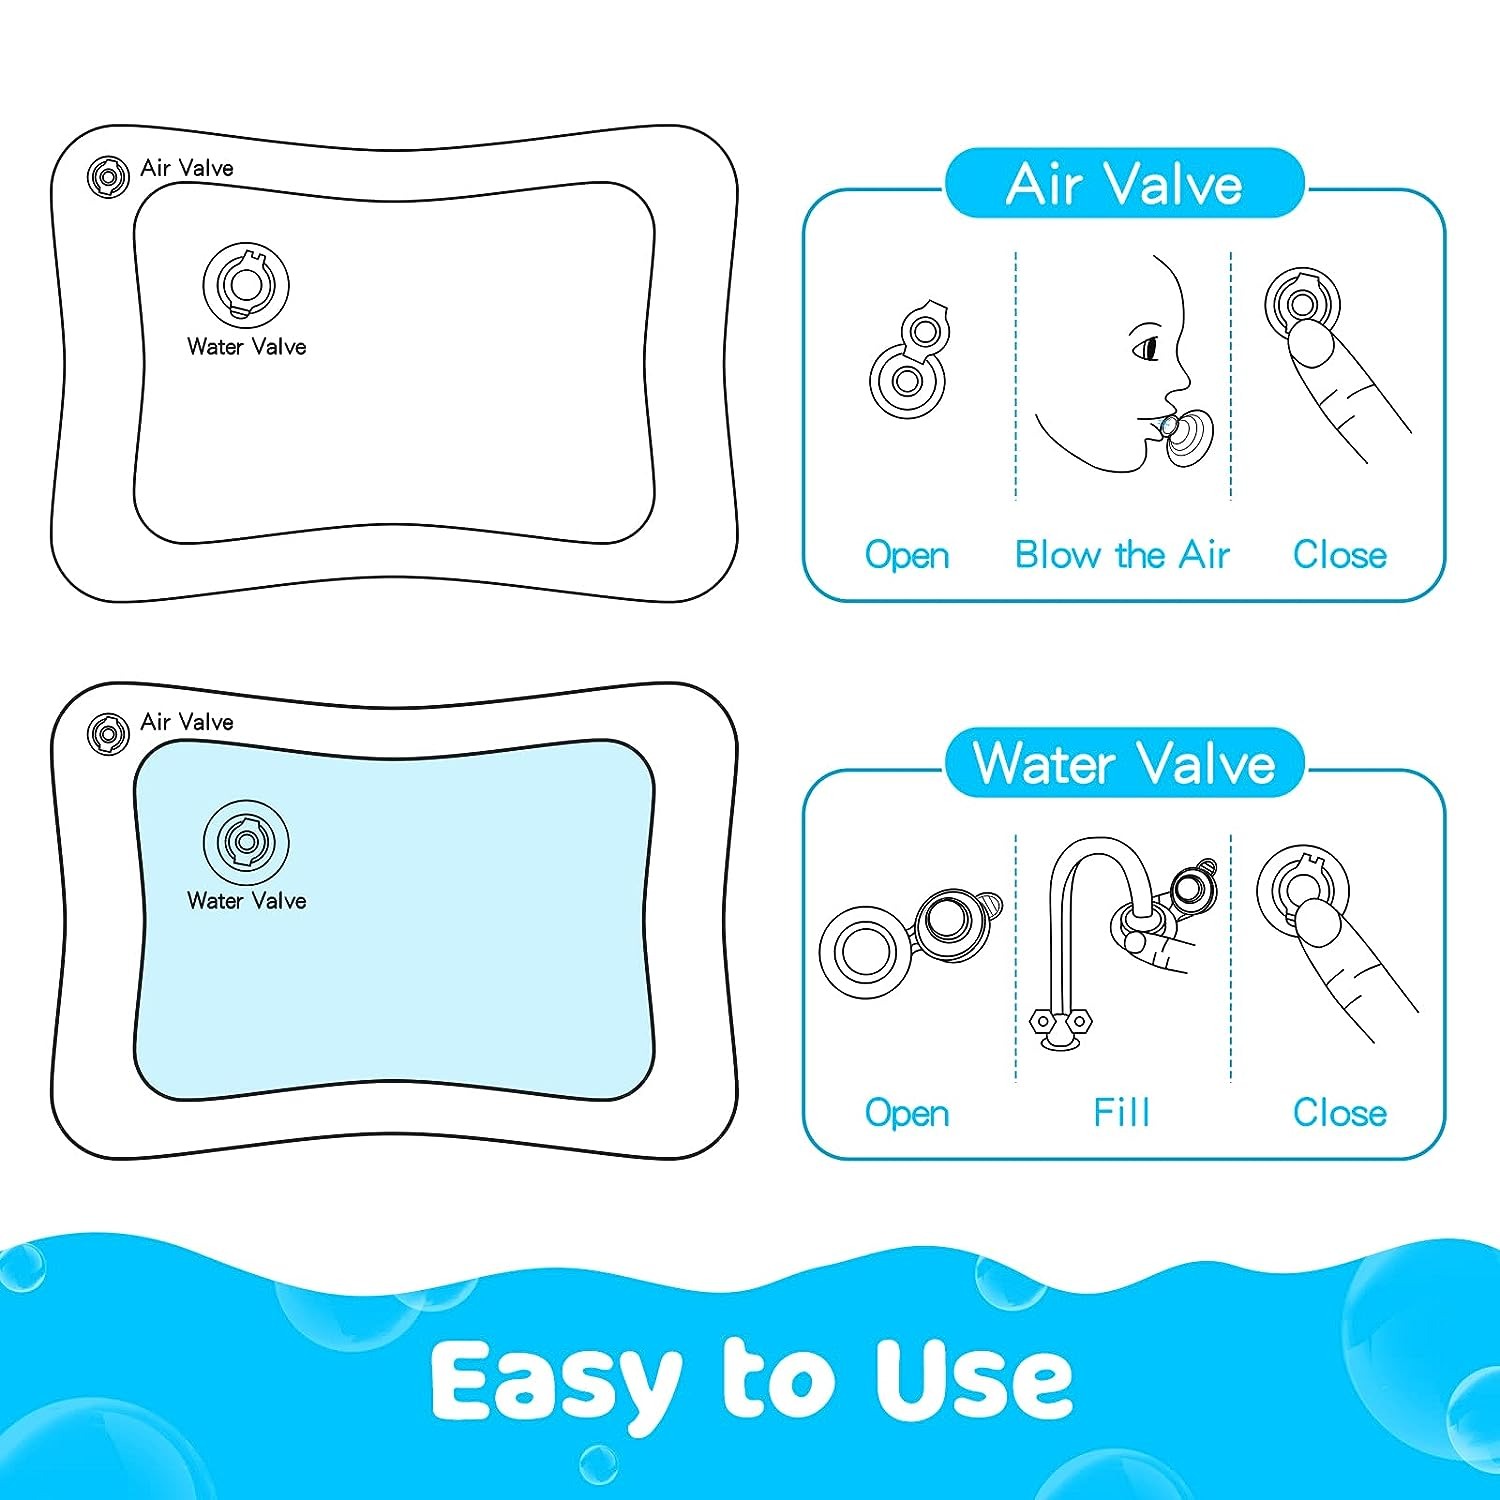 Air Valve
Water Valve
Air Valve
Open
Blow the Air
Close
Air Valve
Water Valve
Water Valve
Open
Fill
Close
Easy to Use